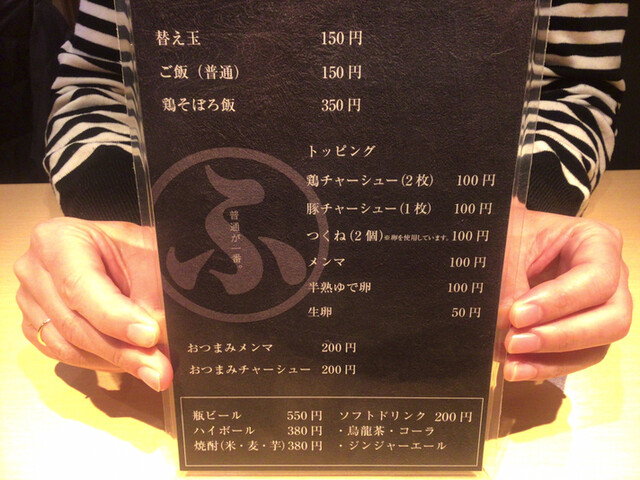 替え玉 150円
ご飯（普通） 150円
鶏そぼろ飯 350円
トッピング
鶏チャーシュー(2枚) 100円
豚チャーシュー(1枚) 100円
つくね(2個)※卵を使用しています。100円
メンマ 100円
半熟ゆで卵 100円
生卵 50円
ふ
普通が一番。
おつまみメンマ 200円
おつまみチャーシュー 200円
瓶ビール 550円 ソフトドリンク 200円
ハイボール 380円 ・烏龍茶・コーラ
焼酎(米・麦・芋)380円 ・ジンジャーエール